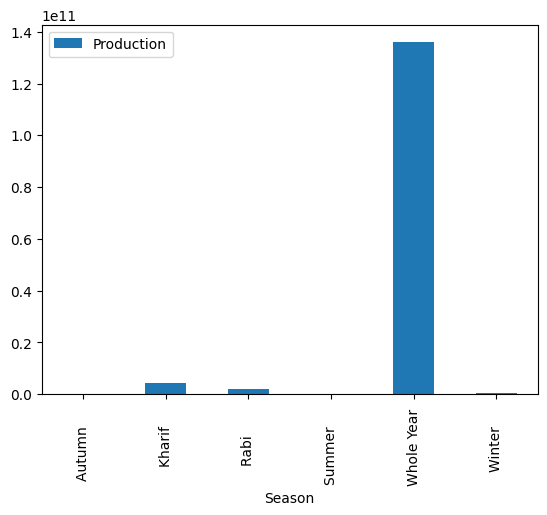 1e11
Production
1.4
1.2
1.0
0.8
0.6
0.4
0.2
0.0
Autumn
Kharif
Rabi
Summer
Whole Year
Winter
Season